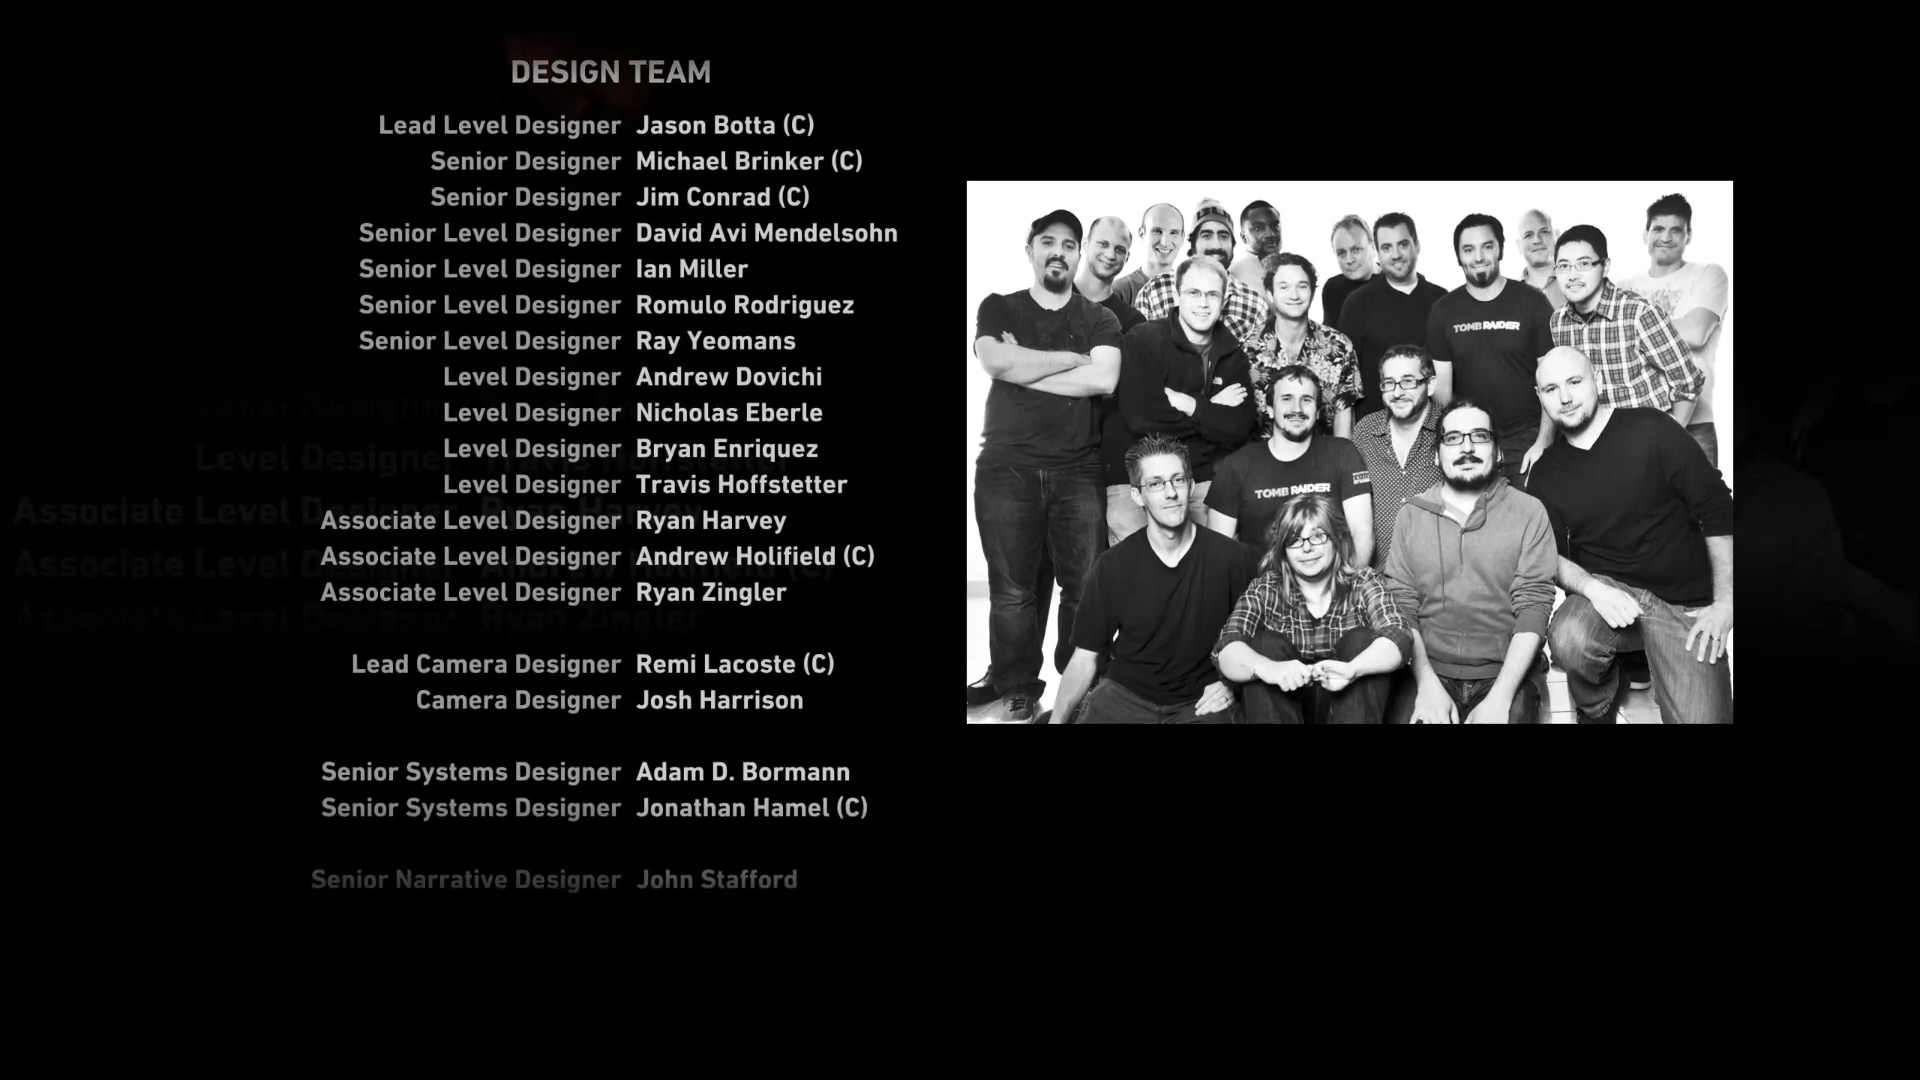 DESIGN TEAM
Lead Level Designer Jason Botta (C)
Senior Designer Michael Brinker (C)
Senior Designer Jim Conrad (C)
Senior Level Designer David Avi Mendelsohn
Senior Level Designer Ian Miller
Senior Level Designer Romulo Rodriguez
Senior Level Designer Ray Yeomans
Level Designer Andrew Dovichi
Level Designer Nicholas Eberle
Level Designer Bryan Enriquez
Level Designer Travis Hoffstetter
Associate Level Designer Ryan Harvey
Associate Level Designer Andrew Holifield (C)
Associate Level Designer Ryan Zingler
Lead Camera Designer Remi Lacoste (C)
Camera Designer Josh Harrison
Senior Systems Designer Adam D. Bormann
Senior Systems Designer Jonathan Hamel (C)
Senior Narrative Designer John Stafford
TOMB RAIDER
TOMB RAIDER